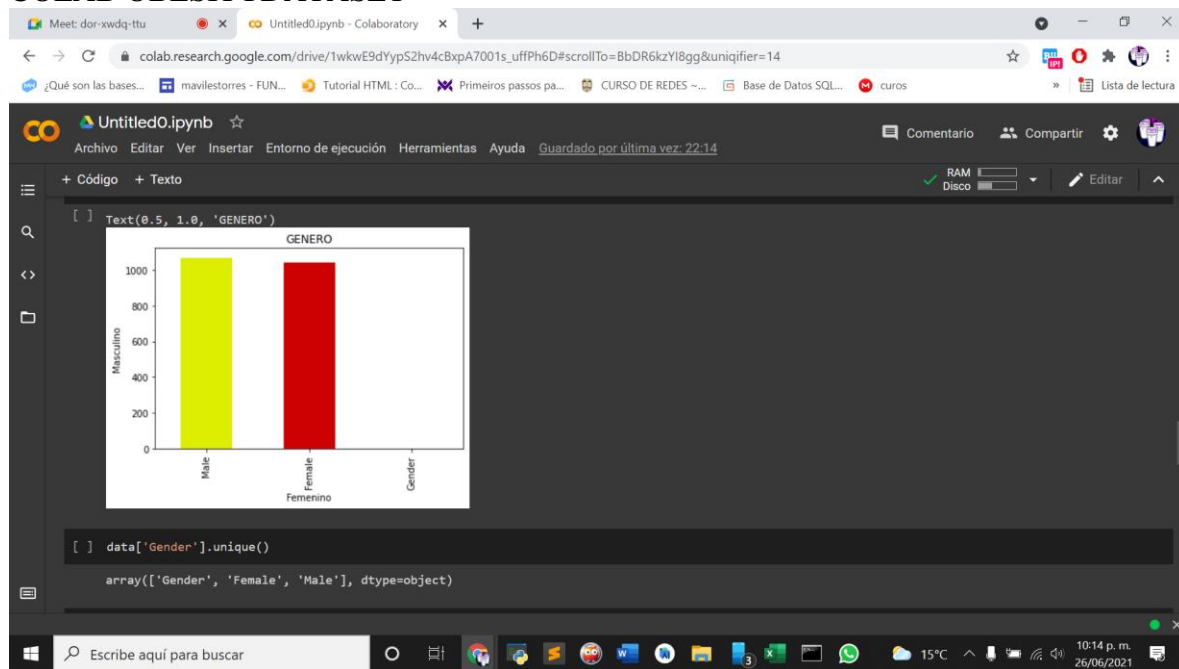 COLAB OBESITYDATASET
Meet: dor-xwdq-ttu
Untitled0.ipynb - Colaboratory
colab.research.google.com/drive/1wkwE9dYypS2hv4cBxpA7001s_uffPh6D#scrollTo=BbDR6kzYI8gg&uniqifier=14
¿Qué son las bases...
mavilestorres - FUN...
Tutorial HTML : Co...
Primeiros passos pa...
CURSO DE REDES ~...
Base de Datos SQL...
curos
»
Lista de lectura
CO
Untitled0.ipynb
Comentario
Compartir
Archivo Editar Ver Insertar Entorno de ejecución Herramientas Ayuda Guardado por última vez: 22:14
+ Código + Texto
RAM
Disco
Editar
[ ] Text(0.5, 1.0, 'GENERO')
GENERO
1000
800
600
400
200
0
Masculino
Male
Female
Gender
Femenino
[ ] data['Gender'].unique()
array(['Gender', 'Female', 'Male'], dtype=object)
Escribe aquí para buscar
3
15°C
10:14 p. m.
26/06/2021